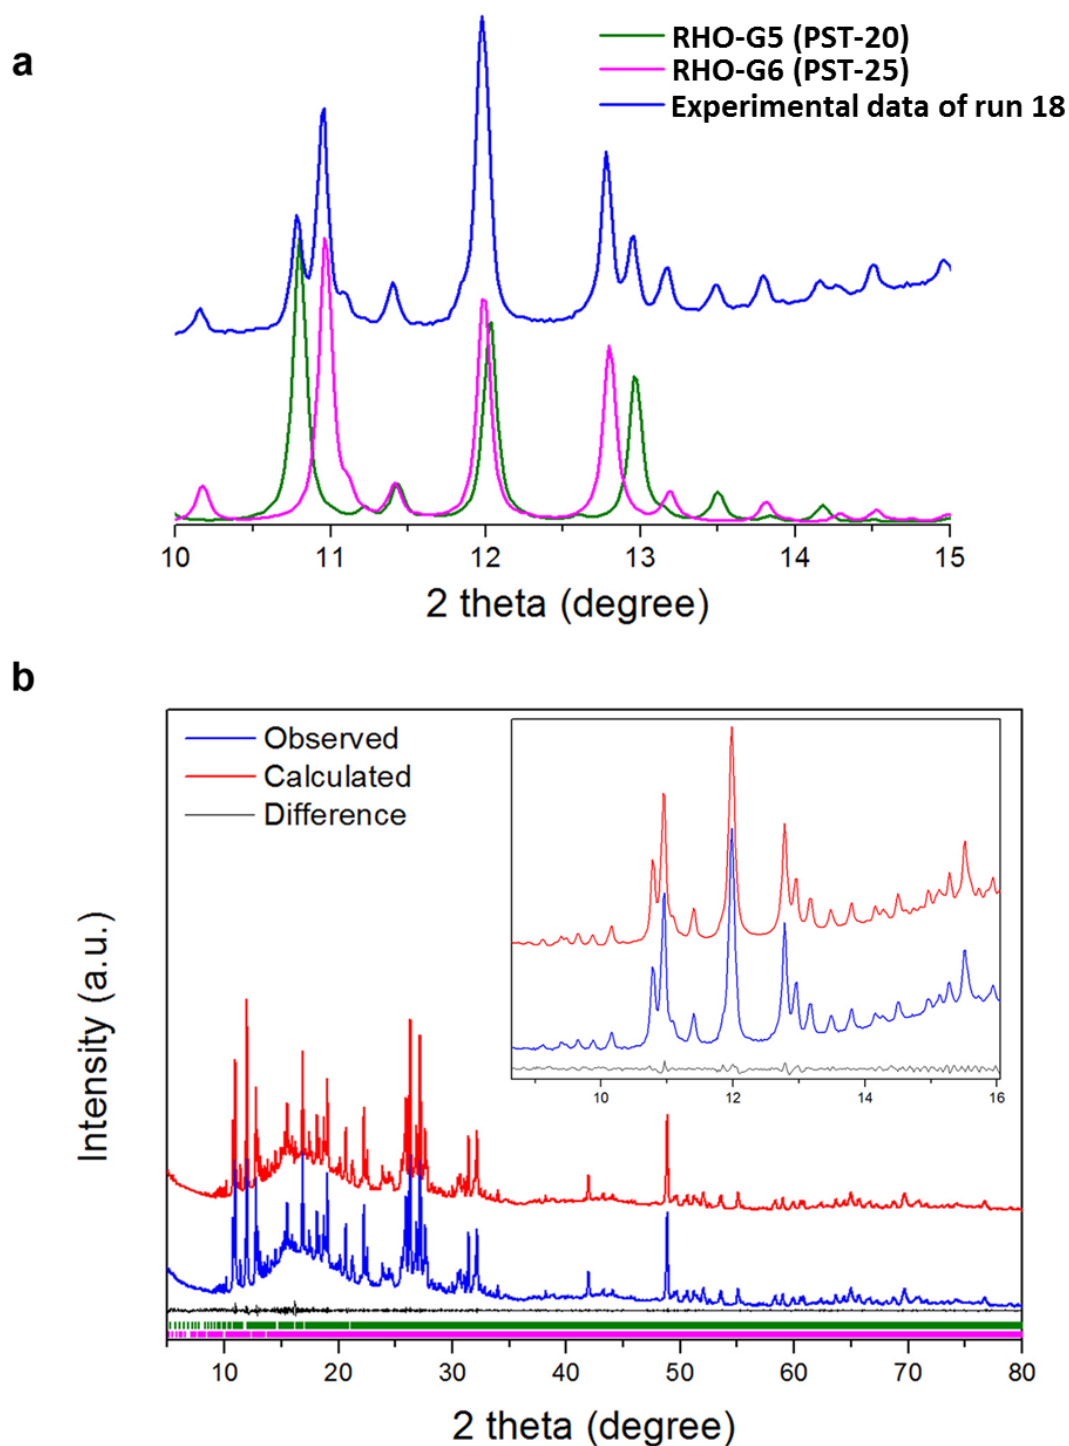 a
RHO-G5 (PST-20)
RHO-G6 (PST-25)
Experimental data of run 18
10 11 12 13 14 15
2 theta (degree)
b
Observed
Calculated
Difference
10 12 14 16
Intensity (a.u.)
10 20 30 40 50 60 70 80
2 theta (degree)